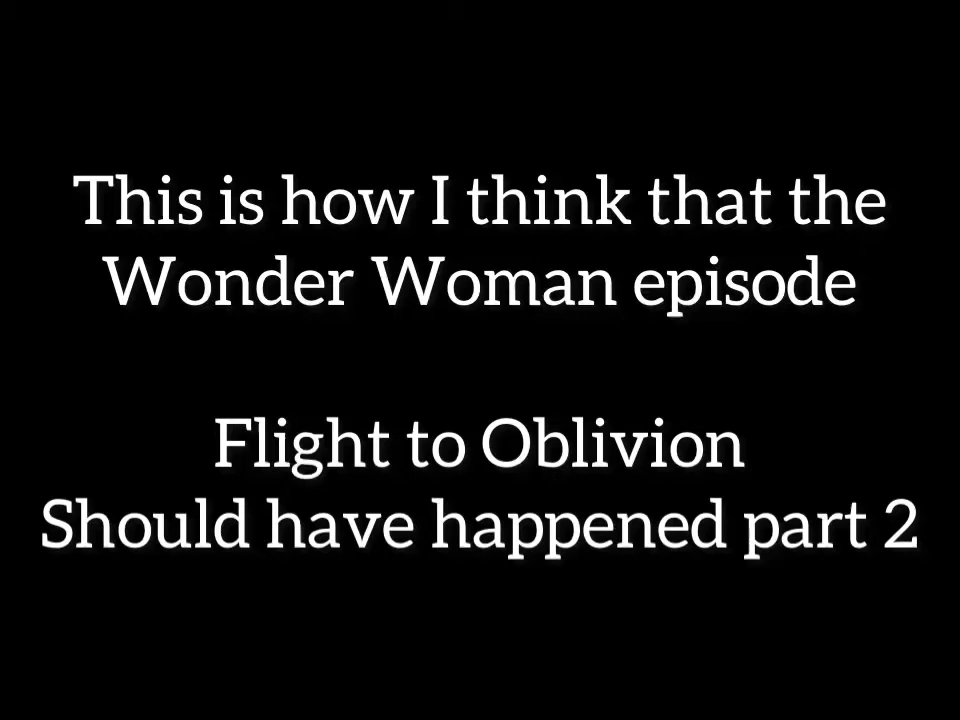 This is how I think that the
Wonder Woman episode
Flight to Oblivion
Should have happened part 2